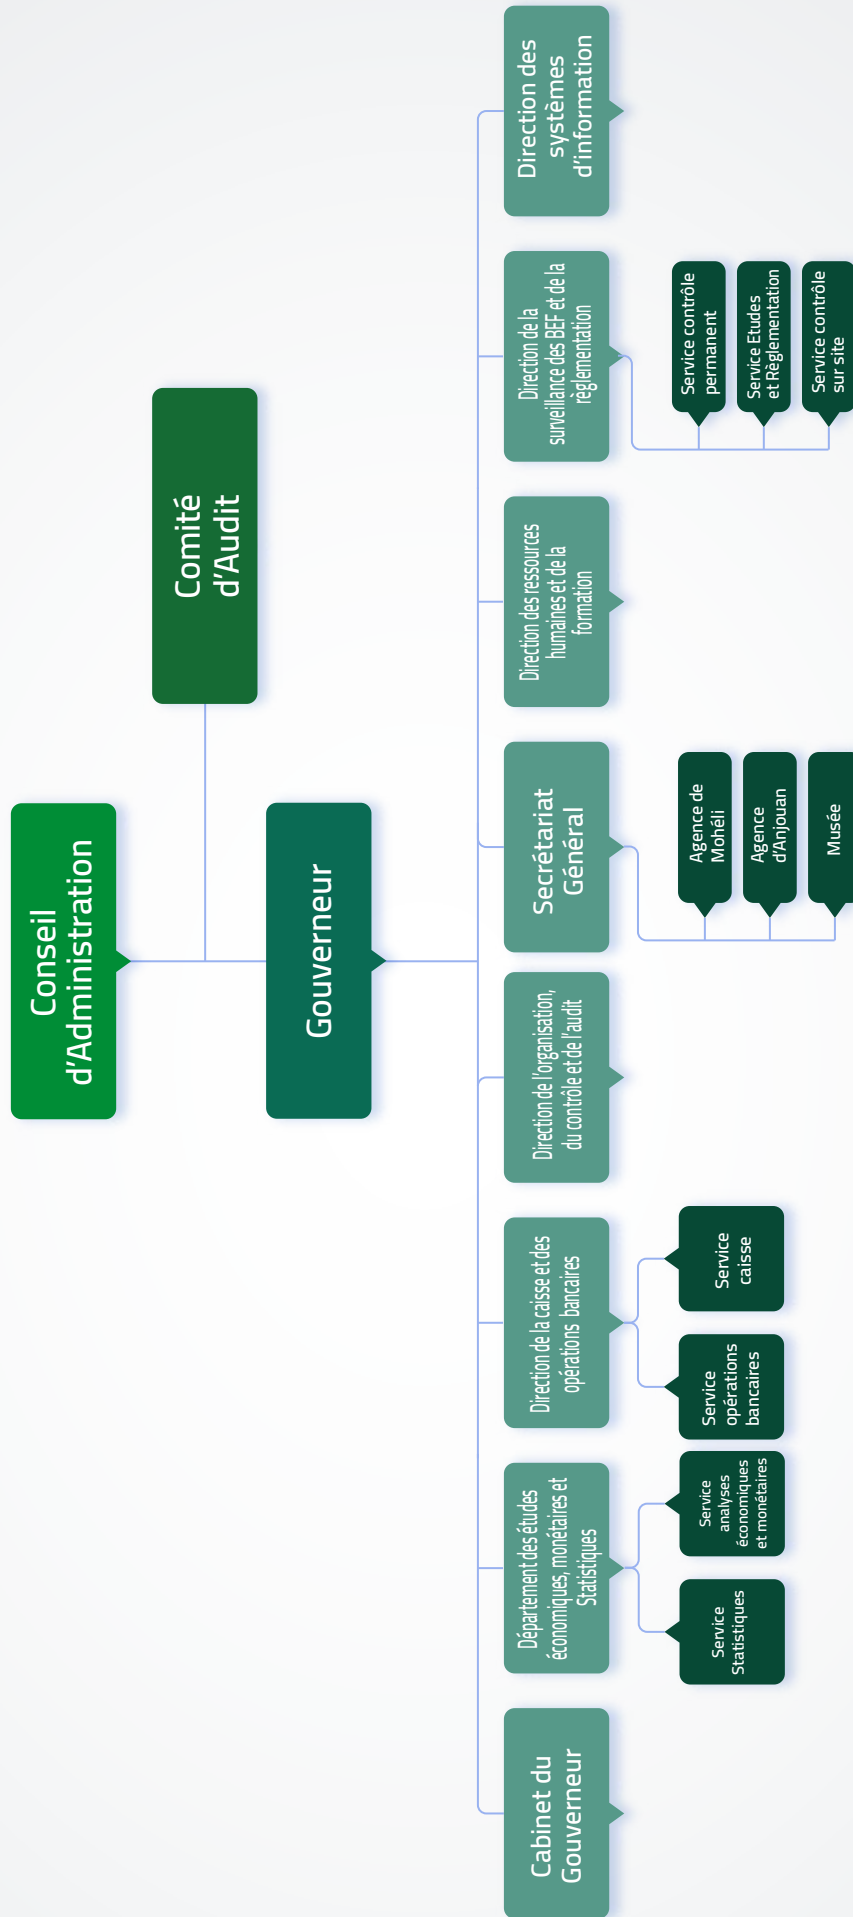 Conseil
d'Administration
Comité
d'Audit
Gouverneur
Cabinet du
Gouverneur
Département des études
économiques, monétaires et
Statistiques
Direction de la caisse et des
opérations bancaires
Direction de l'organisation,
du contrôle et de l'audit
Secrétariat
Général
Direction des ressources
humaines et de la
formation
Direction de la
surveillance des BEF et de la
règlementation
Direction des
systèmes
d'information
Service
Statistiques
Service
analyses
économiques
et monétaires
Service
opérations
bancaires
Service
caisse
Agence de
Mohéli
Agence
d'Anjouan
Musée
Service contrôle
permanent
Service Etudes
et Règlementation
Service contrôle
sur site